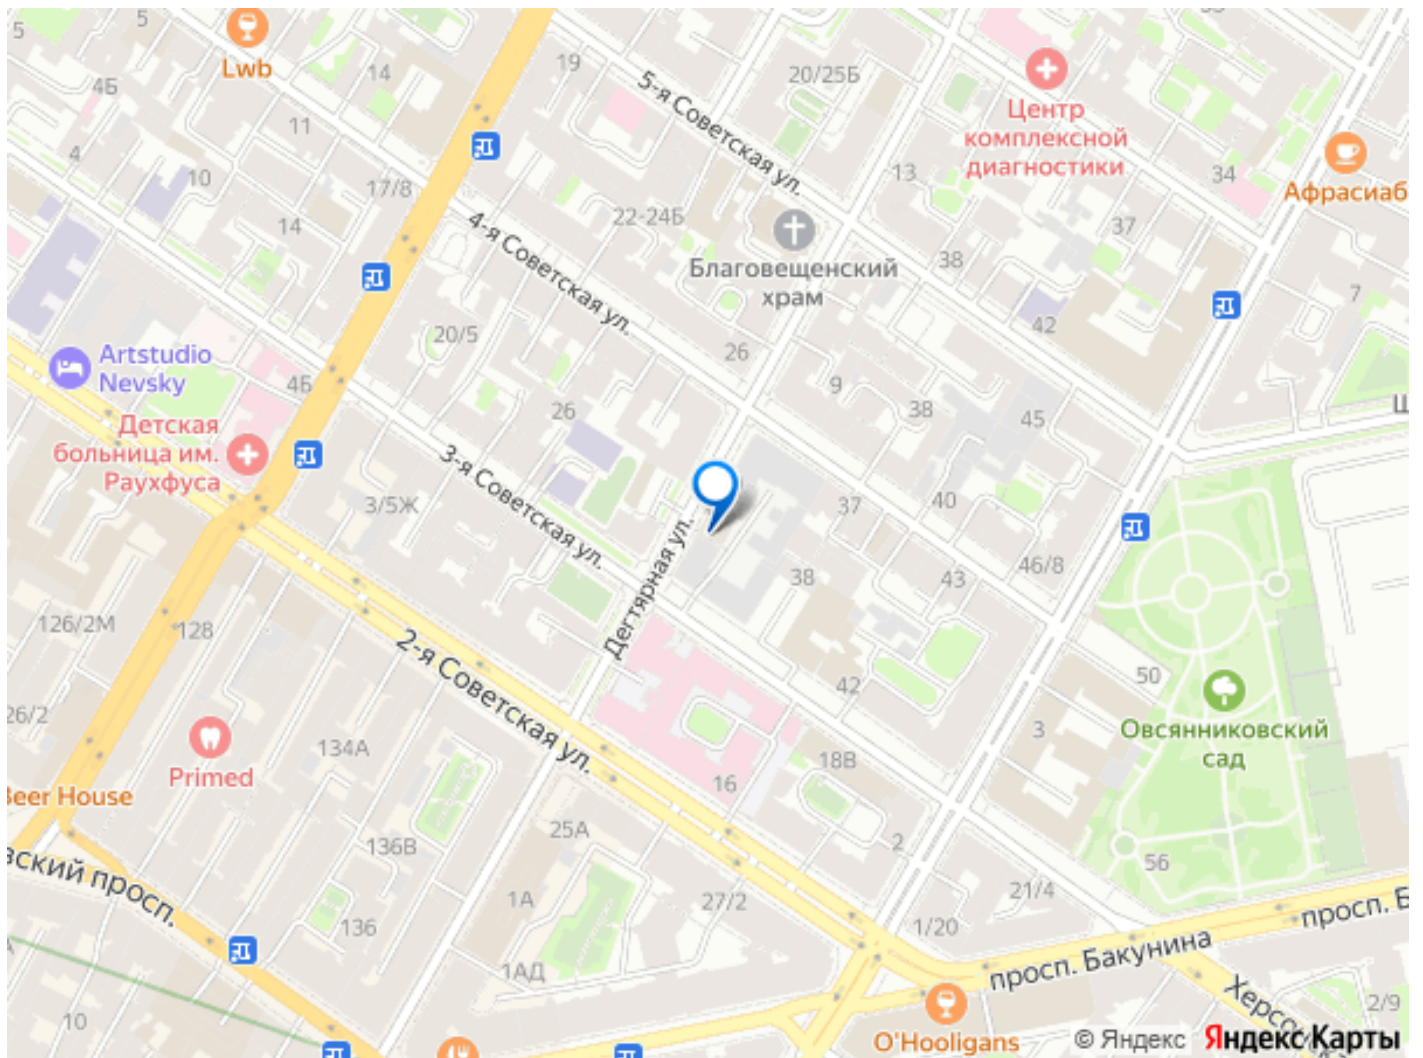 5
5
Lwb
14
4Б
11
4
10
17/8
14
19
5-я Советская ул.
20/25Б
Центр
комплексной
диагностики
Афрасиаб
13
34
37
22-24Б
4-я Советская ул.
Благовещенский
храм
38
42
7
20/5
26
9
38
45
Artstudio
Nevsky
4Б
Детская
больница им.
Раухфуса
26
3-я Советская ул.
3/5Ж
Дегтярная ул.
37
40
46/8
43
38
42
50
3
Овсянниковский
сад
126/2М
128
2-я Советская ул.
26/2
134А
Primed
Beer House
16
18В
2
56
25А
136В
вский просп.
1А
136
27/2
21/4
1/20
просп. Б
просп. Бакунина
1АД
10
O'Hooligans
2/9
© Яндекс Яндекс Карты